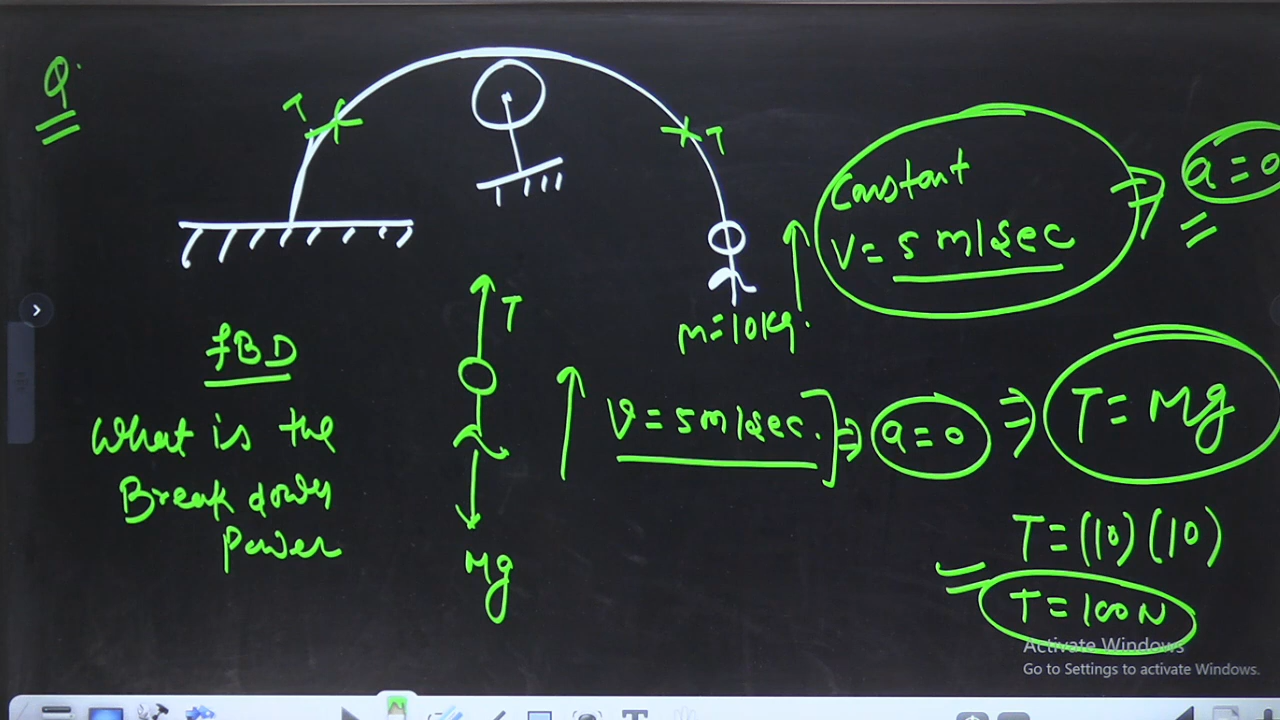 Q.
T
T
Constant
V = 5 m/sec
⇒ a = 0
m = 10 kg.
FBD
T
What is the
Break down
Power
V = 5 m/sec.
⇒ a = 0
⇒ T = Mg
Mg
T = (10) (10)
T = 100 N
Activate Windows
Go to Settings to activate Windows.